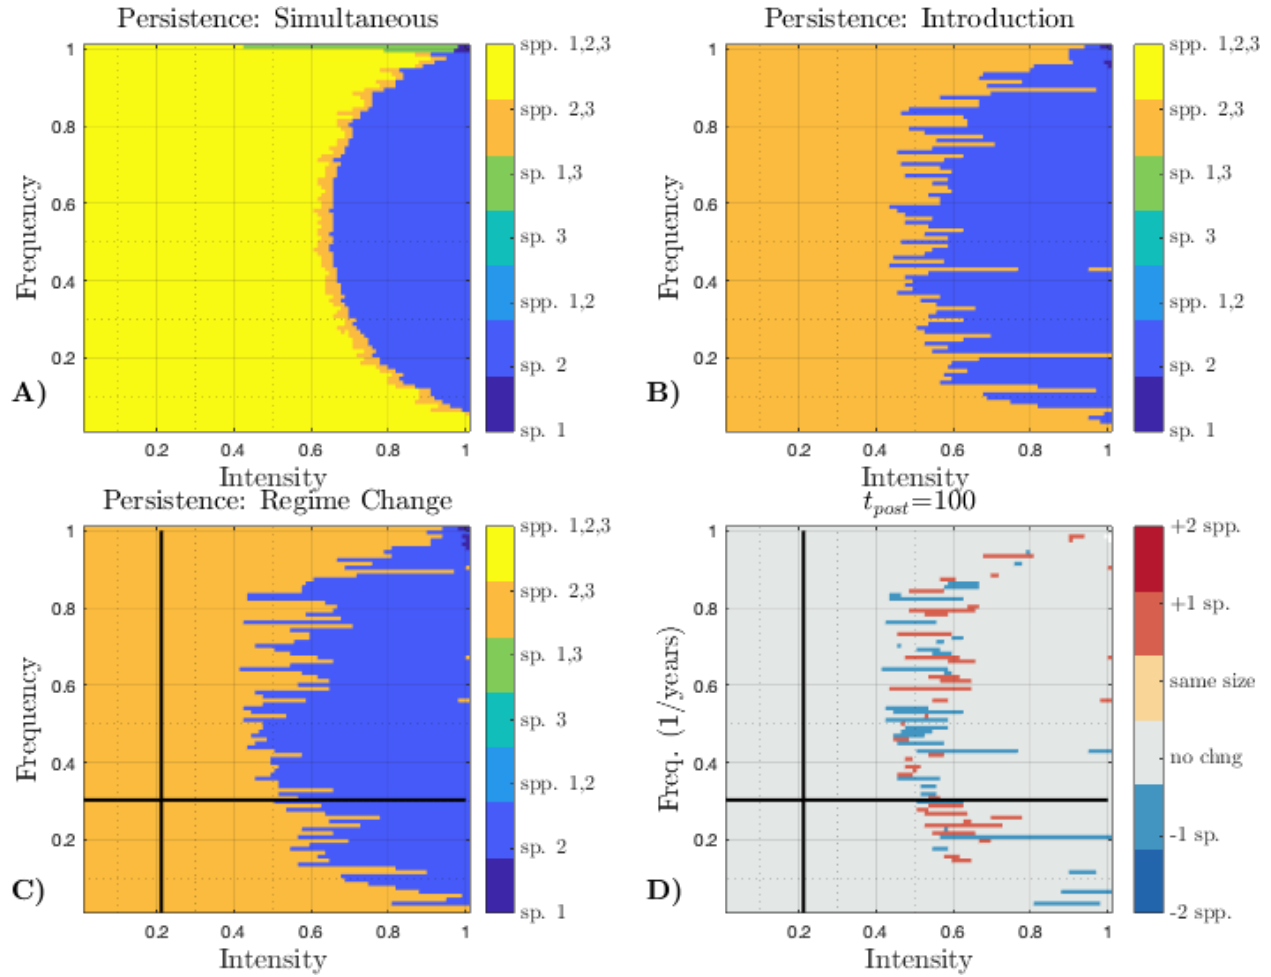 Persistence: Simultaneous
1
0.8
0.6
0.4
0.2
Frequency
0.2 0.4 0.6 0.8 1
Intensity
A)
spp. 1,2,3
spp. 2,3
sp. 1,3
sp. 3
spp. 1,2
sp. 2
sp. 1
Persistence: Introduction
1
0.8
0.6
0.4
0.2
Frequency
0.2 0.4 0.6 0.8 1
Intensity
B)
spp. 1,2,3
spp. 2,3
sp. 1,3
sp. 3
spp. 1,2
sp. 2
sp. 1
Persistence: Regime Change
1
0.8
0.6
0.4
0.2
Frequency
0.2 0.4 0.6 0.8 1
Intensity
C)
spp. 1,2,3
spp. 2,3
sp. 1,3
sp. 3
spp. 1,2
sp. 2
sp. 1
t_post=100
1
0.8
0.6
0.4
0.2
Freq. (1/years)
0.2 0.4 0.6 0.8 1
Intensity
D)
+2 spp.
+1 sp.
same size
no chng
-1 sp.
-2 spp.